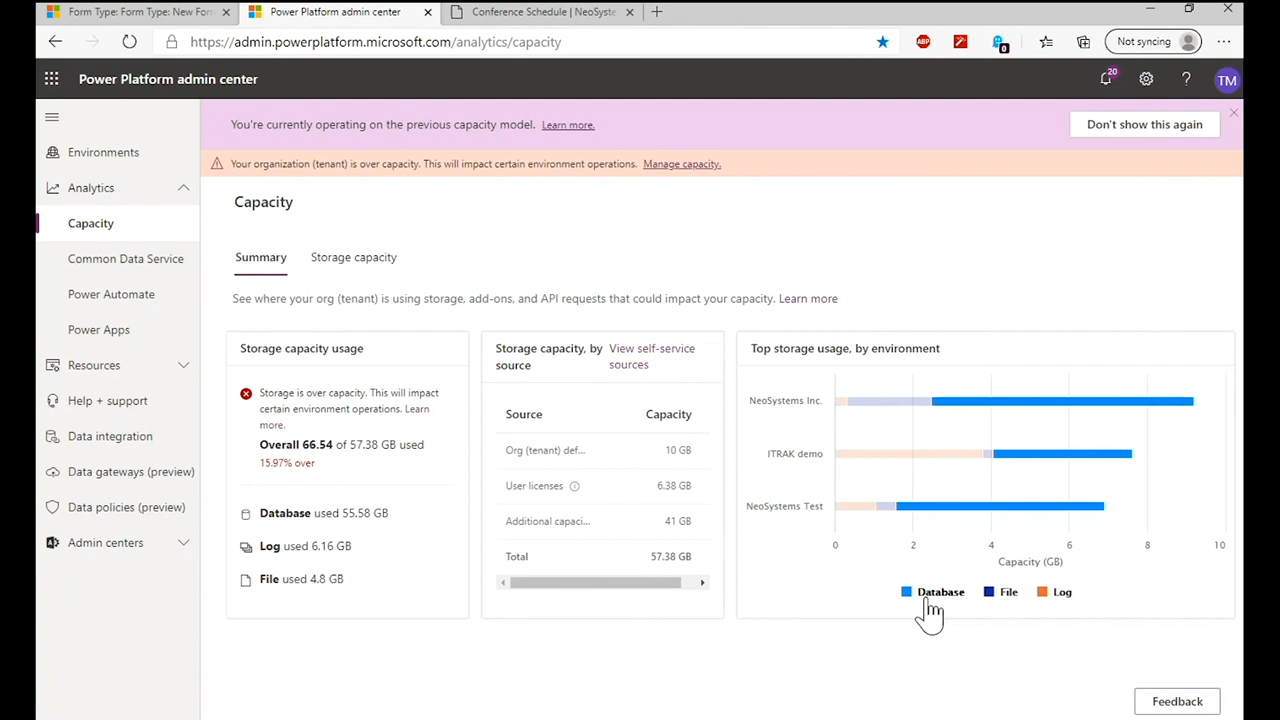 Form Type: Form Type: New For
Power Platform admin center
Conference Schedule | NeoSyste
https://admin.powerplatform.microsoft.com/analytics/capacity
ABP
0
Not syncing
Power Platform admin center
20
TM
You're currently operating on the previous capacity model. Learn more.
Don't show this again
Your organization (tenant) is over capacity. This will impact certain environment operations. Manage capacity.
Environments
Analytics
Capacity
Common Data Service
Power Automate
Power Apps
Resources
Help + support
Data integration
Data gateways (preview)
Data policies (preview)
Admin centers
Capacity
Summary
Storage capacity
See where your org (tenant) is using storage, add-ons, and API requests that could impact your capacity. Learn more
Storage capacity usage
Storage is over capacity. This will impact
certain environment operations. Learn
more.
Overall 66.54 of 57.38 GB used
15.97% over
Database used 55.58 GB
Log used 6.16 GB
File used 4.8 GB
Storage capacity, by
source
View self-service
sources
Source Capacity
Org (tenant) def... 10 GB
User licenses 6.38 GB
Additional capaci... 41 GB
Total 57.38 GB
Top storage usage, by environment
NeoSystems Inc.
ITRAK demo
NeoSystems Test
0 2 4 6 8 10
Capacity (GB)
Database File Log
Feedback